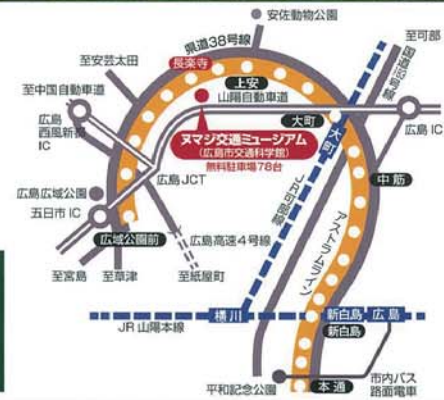 安佐動物公園
県道38号線
至可部
国道54号線
至安芸太田
長楽寺
上安
至中国自動車道
山陽自動車道
大町
大町
広島IC
広島
西風新都
IC
ヌマジ交通ミュージアム
(広島市交通科学館)
無料駐車場78台
中筋
広島JCT
JR可部線
広島広域公園
五日市IC
アストラムライン
広域公園前
広島高速4号線
至宮島
至草津
至紙屋町
横川
新白島
広島
JR山陽本線
新白島
平和記念公園
本通
市内バス
路面電車